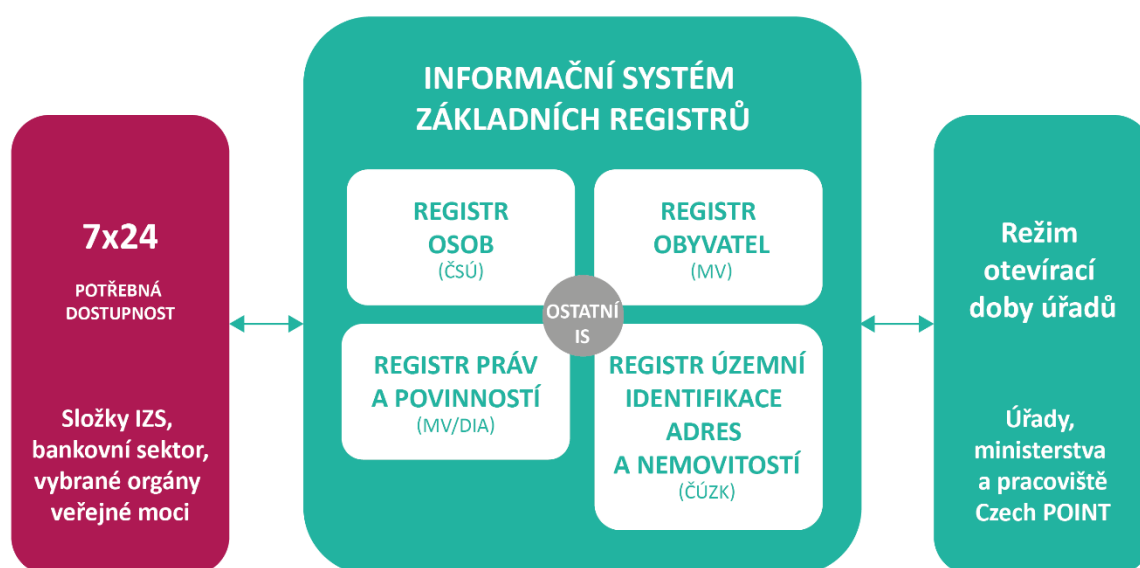 INFORMAČNÍ SYSTÉM
ZÁKLADNÍCH REGISTRŮ
7x24
POTŘEBNÁ
DOSTUPNOST
Složky IZS,
bankovní sektor,
vybrané orgány
veřejné moci
REGISTR
OSOB
(ČSÚ)
REGISTR
OBYVATEL
(MV)
OSTATNÍ
IS
REGISTR PRÁV
A POVINNOSTÍ
(MV/DIA)
REGISTR ÚZEMNÍ
IDENTIFIKACE
ADRES
A NEMOVITOSTÍ
(ČÚZK)
Režim
otevírací
doby úřadů
Úřady,
ministerstva
a pracoviště
Czech POINT